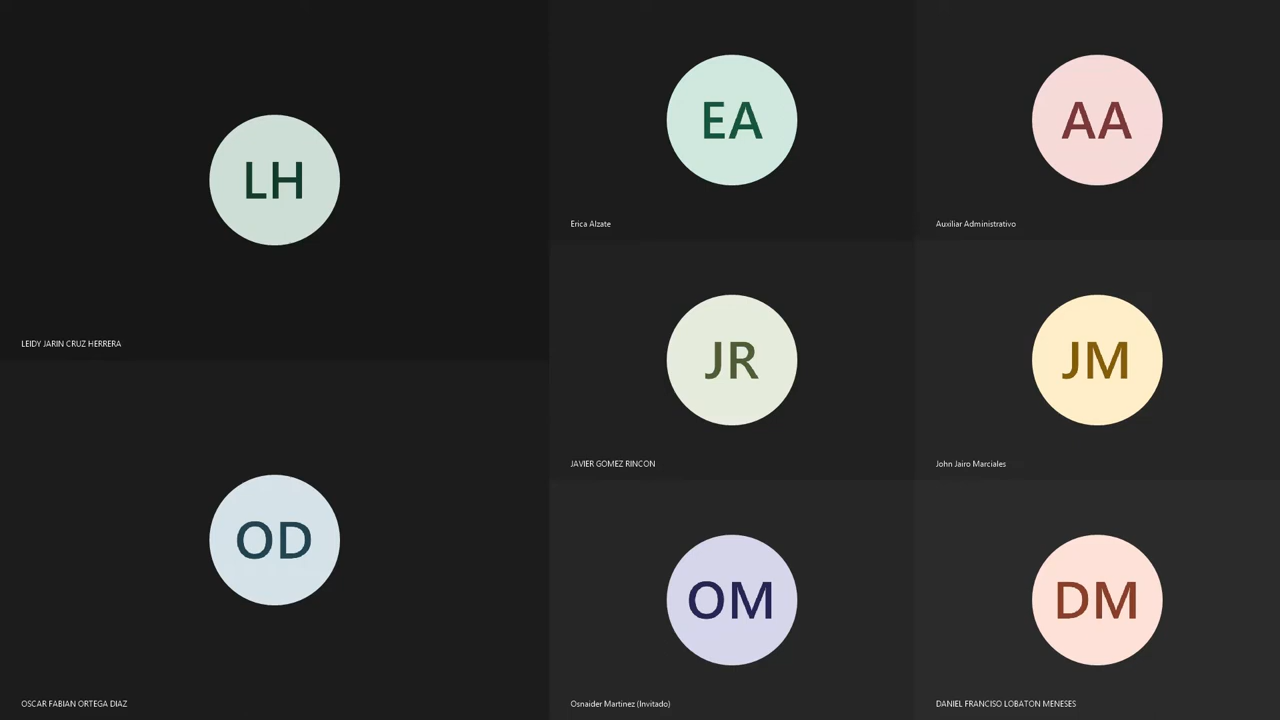 LH
LEIDY JARIN CRUZ HERRERA
OD
OSCAR FABIAN ORTEGA DIAZ
EA
Erica Alzate
AA
Auxiliar Administrativo
JR
JAVIER GOMEZ RINCON
JM
John Jairo Marciales
OM
Osnaider Martinez (Invitado)
DM
DANIEL FRANCISO LOBATON MENESES